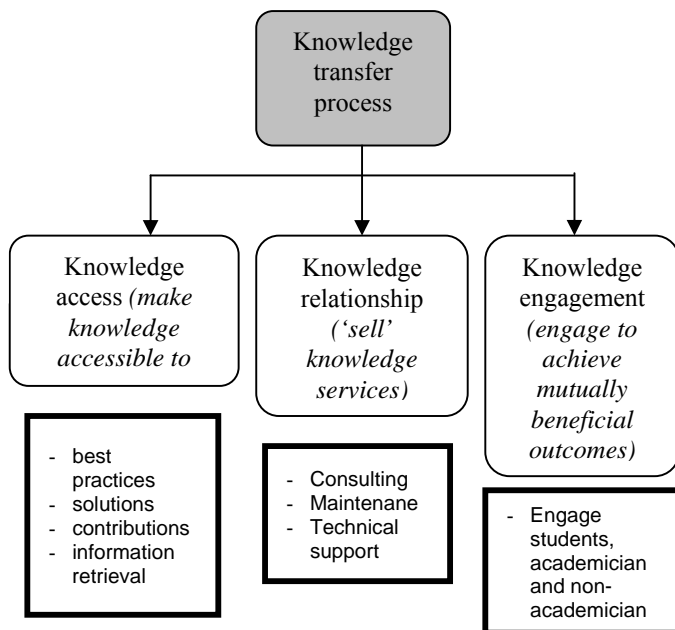 Knowledge
transfer
process
Knowledge
access (make
knowledge
accessible to
Knowledge
relationship
(‘sell’
knowledge
services)
Knowledge
engagement
(engage to
achieve
mutually
beneficial
outcomes)
- best
practices
- solutions
- contributions
- information
retrieval
- Consulting
- Maintenane
- Technical
support
- Engage
students,
academician
and non-
academician